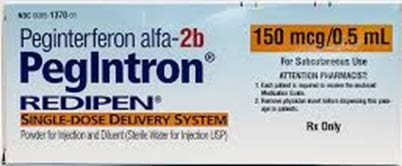 NDC 0085-1370-01
Peginterferon alfa-2b
PegIntron®
REDIPEN®
SINGLE-DOSE DELIVERY SYSTEM
Powder for Injection and Diluent (Sterile Water for Injection USP)
150 mcg/0.5 mL
For Subcutaneous Use
ATTENTION PHARMACIST:
1. Each patient is required to receive the enclosed
Medication Guide.
2. Remove physician insert before dispensing this pack-
age to patients.
Rx Only